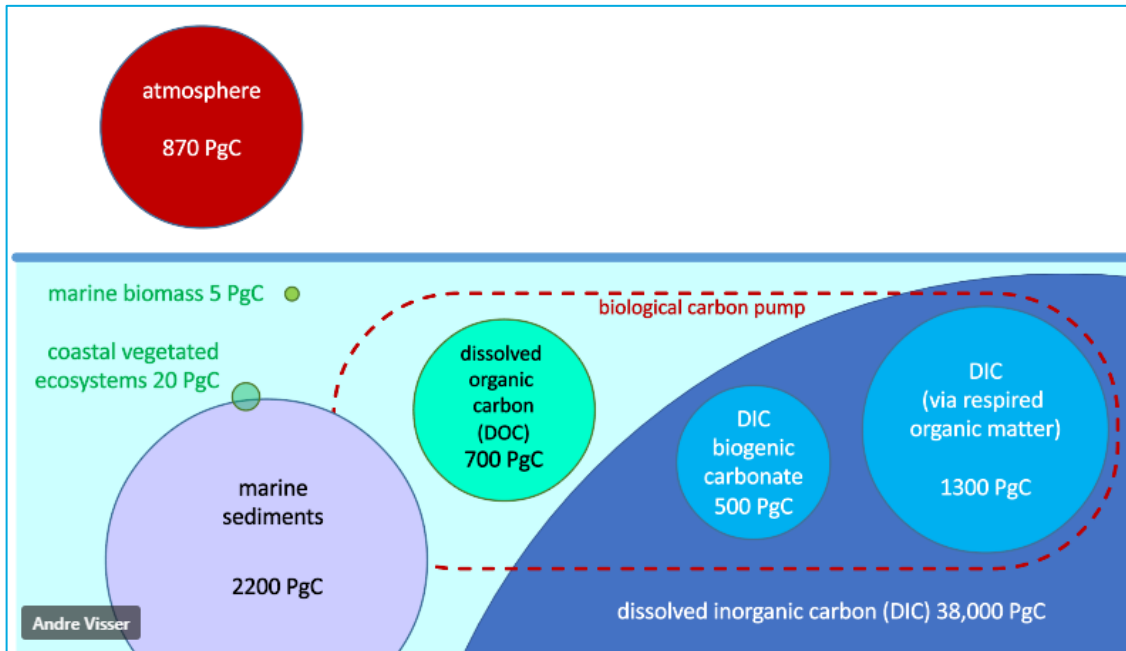 atmosphere
870 PgC
marine biomass 5 PgC
biological carbon pump
coastal vegetated
ecosystems 20 PgC
dissolved
organic
carbon
(DOC)
700 PgC
DIC
biogenic
carbonate
500 PgC
DIC
(via respired
organic matter)
1300 PgC
marine
sediments
2200 PgC
dissolved inorganic carbon (DIC) 38,000 PgC
Andre Visser